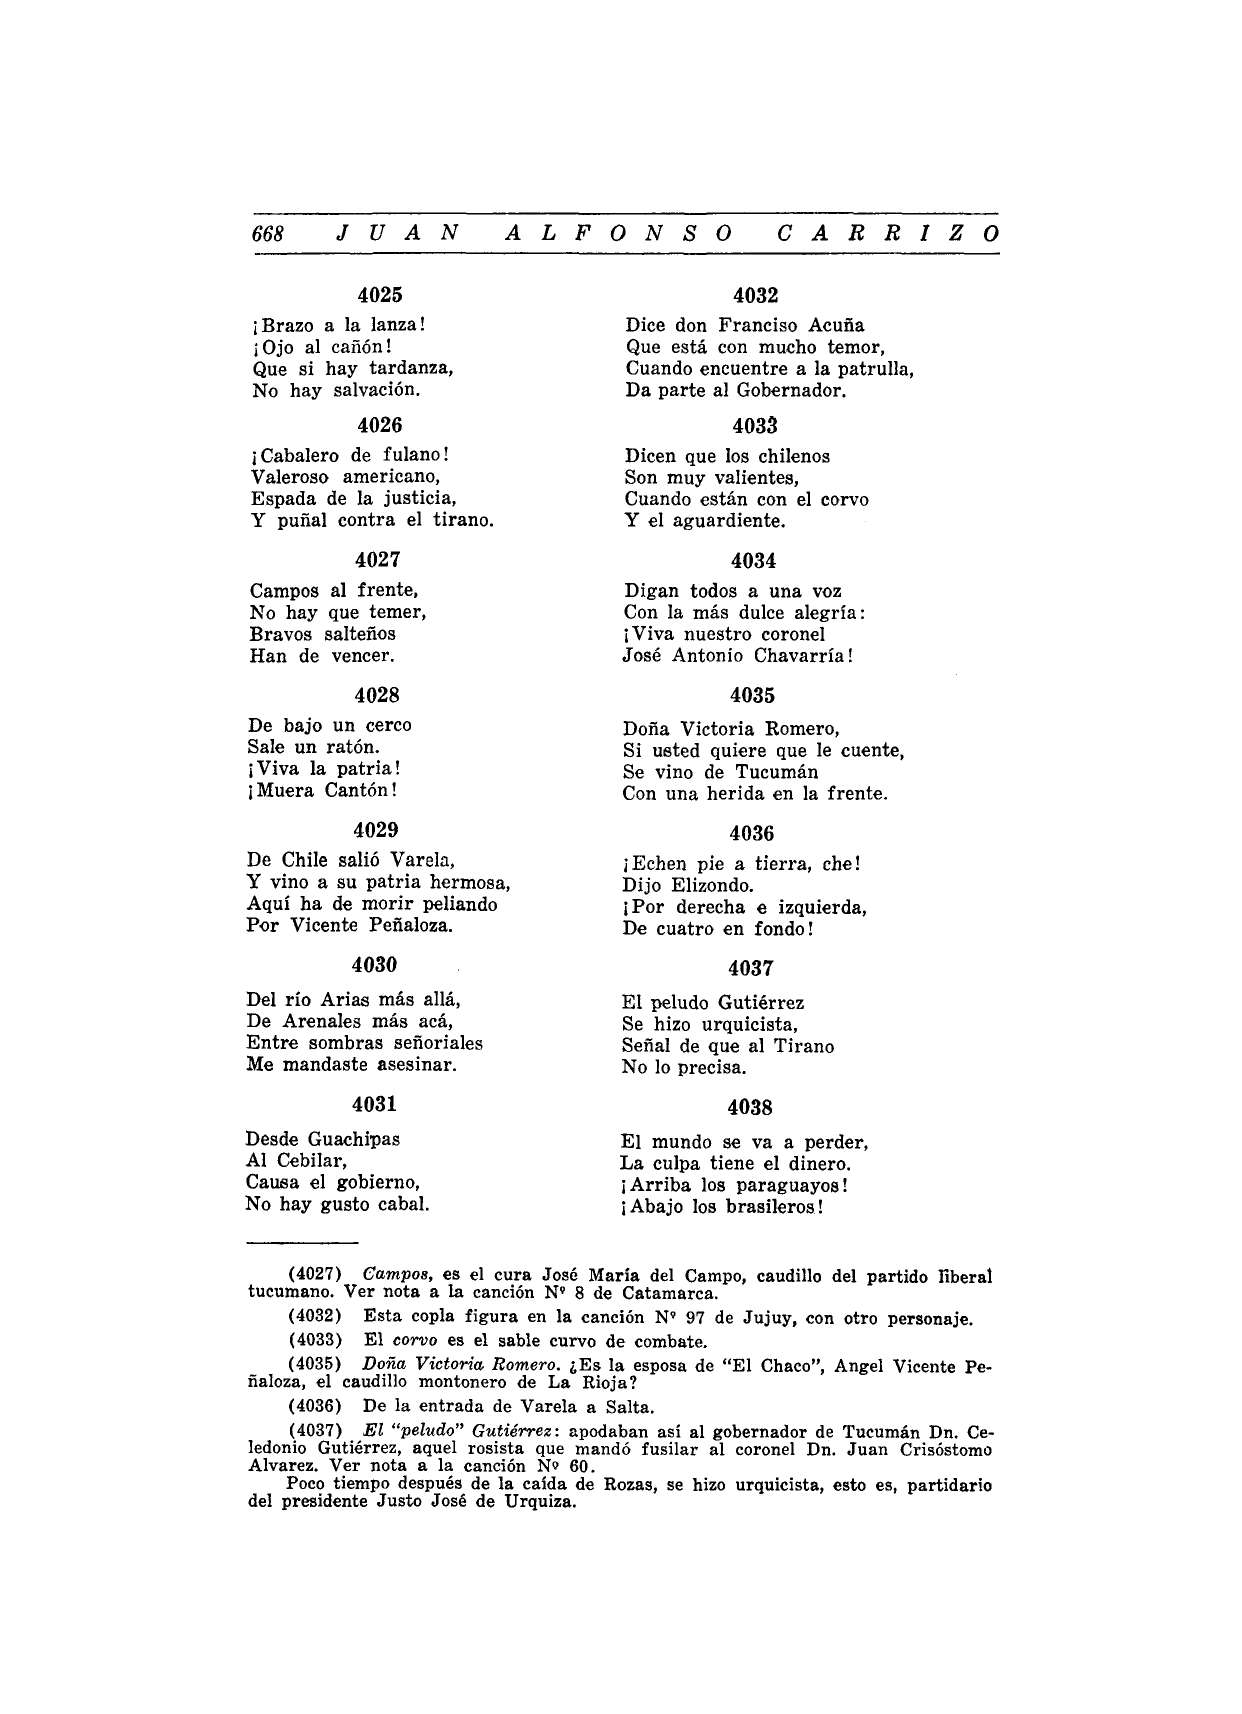 668 JUAN ALFONSO CARRIZO
4025
¡Brazo a la lanza!
¡Ojo al cañón!
Que si hay tardanza,
No hay salvación.
4026
¡Cabalero de fulano!
Valeroso americano,
Espada de la justicia,
Y puñal contra el tirano.
4027
Campos al frente,
No hay que temer,
Bravos salteños
Han de vencer.
4028
De bajo un cerco
Sale un ratón.
¡Viva la patria!
¡Muera Cantón!
4029
De Chile salió Varela,
Y vino a su patria hermosa,
Aquí ha de morir peliando
Por Vicente Peñaloza.
4030
Del río Arias más allá,
De Arenales más acá,
Entre sombras señoriales
Me mandaste asesinar.
4031
Desde Guachipas
Al Cebilar,
Causa el gobierno,
No hay gusto cabal.
4032
Dice don Franciso Acuña
Que está con mucho temor,
Cuando encuentre a la patrulla,
Da parte al Gobernador.
4033
Dicen que los chilenos
Son muy valientes,
Cuando están con el corvo
Y el aguardiente.
4034
Digan todos a una voz
Con la más dulce alegría:
¡Viva nuestro coronel
José Antonio Chavarría!
4035
Doña Victoria Romero,
Si usted quiere que le cuente,
Se vino de Tucumán
Con una herida en la frente.
4036
¡Echen pie a tierra, che!
Dijo Elizondo.
¡Por derecha e izquierda,
De cuatro en fondo!
4037
El peludo Gutiérrez
Se hizo urquicista,
Señal de que al Tirano
No lo precisa.
4038
El mundo se va a perder,
La culpa tiene el dinero.
¡Arriba los paraguayos!
¡Abajo los brasileros!
(4027) Campos, es el cura José María del Campo, caudillo del partido liberal
tucumano. Ver nota a la canción Nº 8 de Catamarca.
(4032) Esta copla figura en la canción Nº 97 de Jujuy, con otro personaje.
(4033) El corvo es el sable curvo de combate.
(4035) Doña Victoria Romero. ¿Es la esposa de "El Chaco", Angel Vicente Pe-
ñaloza, el caudillo montonero de La Rioja?
(4036) De la entrada de Varela a Salta.
(4037) El "peludo" Gutiérrez: apodaban así al gobernador de Tucumán Dn. Ce-
ledonio Gutiérrez, aquel rosista que mandó fusilar al coronel Dn. Juan Crisóstomo
Alvarez. Ver nota a la canción Nº 60.
Poco tiempo después de la caída de Rozas, se hizo urquicista, esto es, partidario
del presidente Justo José de Urquiza.